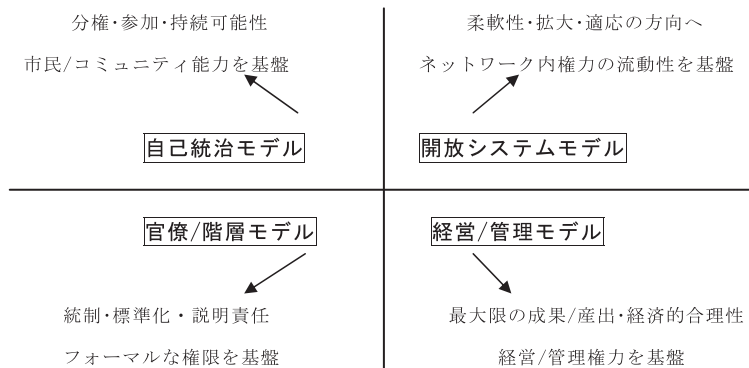 分権・参加・持続可能性
市民/コミュニティ能力を基盤
自己統治モデル
柔軟性・拡大・適応の方向へ
ネットワーク内権力の流動性を基盤
開放システムモデル
官僚/階層モデル
統制・標準化・説明責任
フォーマルな権限を基盤
経営/管理モデル
最大限の成果/産出・経済的合理性
経営/管理権力を基盤